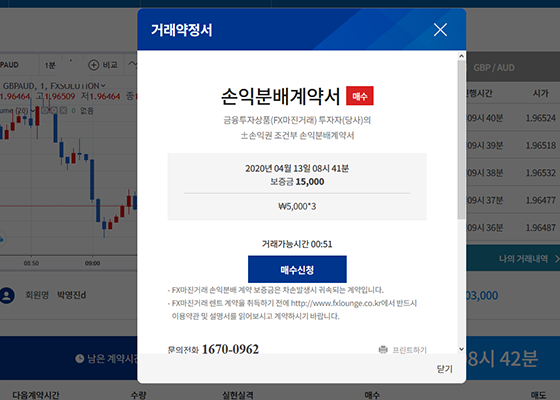 거래약정서
PAUD
1분
비교
GBP / AUD
GBPAUD, 1, FXSOLUTION
1.96464 고1.96509 저1.96464
없음
손익분배계약서 매수
금융투자상품(FX마진거래) 투자자(당사)의
±손익권 조건부 손익분배계약서
2020년 04월 13일 08시 41분
보증금 15,000
₩5,000*3
거래가능시간 00:51
매수신청
- FX마진거래 손익분배 계약 보증금은 차손발생시 귀속되는 계약입니다.
- FX마진거래 렌트 계약을 취득하기 전에 http://www.fxlounge.co.kr에서 반드시
이용약관 및 설명서를 읽어보시고 계약하시기 바랍니다.
문의전화 1670-0962
프린트하기
닫기
행시간 시가
09시 40분 1.96524
09시 39분 1.96518
09시 38분 1.96532
09시 37분 1.96476
09시 36분 1.96487
나의 거래내역
08:50 09:00
회원명 박영진d
03,000
남은 계약시간
08시 42분
다음계약시간 수량 실현실격 매수 매도